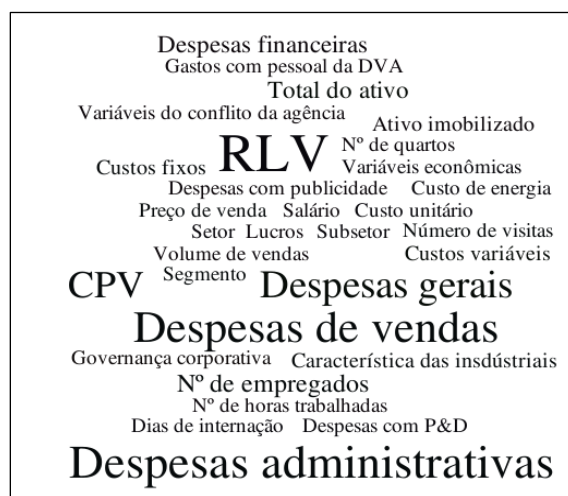 Despesas financeiras
Gastos com pessoal da DVA
Total do ativo
Variáveis do conflito da agência
Ativo imobilizado
Nº de quartos
Custos fixos RLV Variáveis econômicas
Despesas com publicidade Custo de energia
Preço de venda Salário Custo unitário
Setor Lucros Subsetor Número de visitas
Volume de vendas Custos variáveis
CPV Segmento Despesas gerais
Despesas de vendas
Governança corporativa Característica das insdústriais
Nº de empregados
Nº de horas trabalhadas
Dias de internação Despesas com P&D
Despesas administrativas